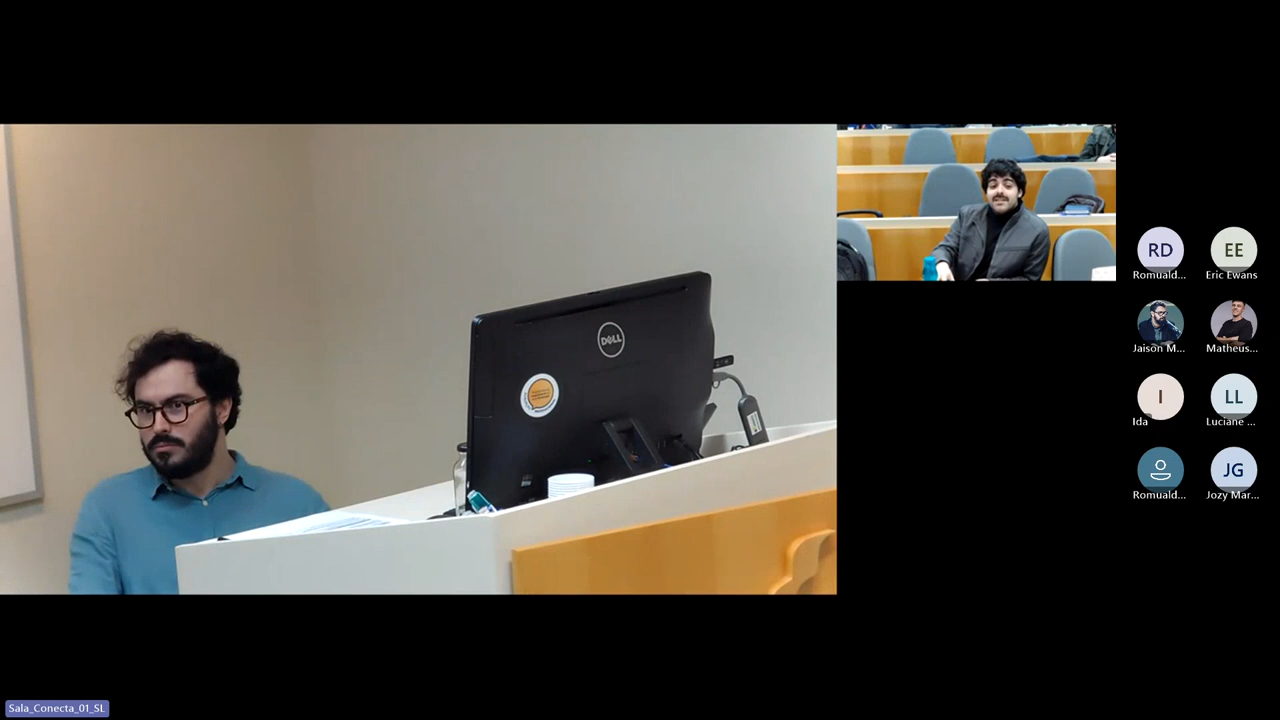 DELL
RD
EE
Romuald...
Eric Ewans
Jaison M...
Matheus...
I
LL
Ida
Luciane ...
JG
Romuald...
Jozy Mar...
Sala_Conecta_01_SL